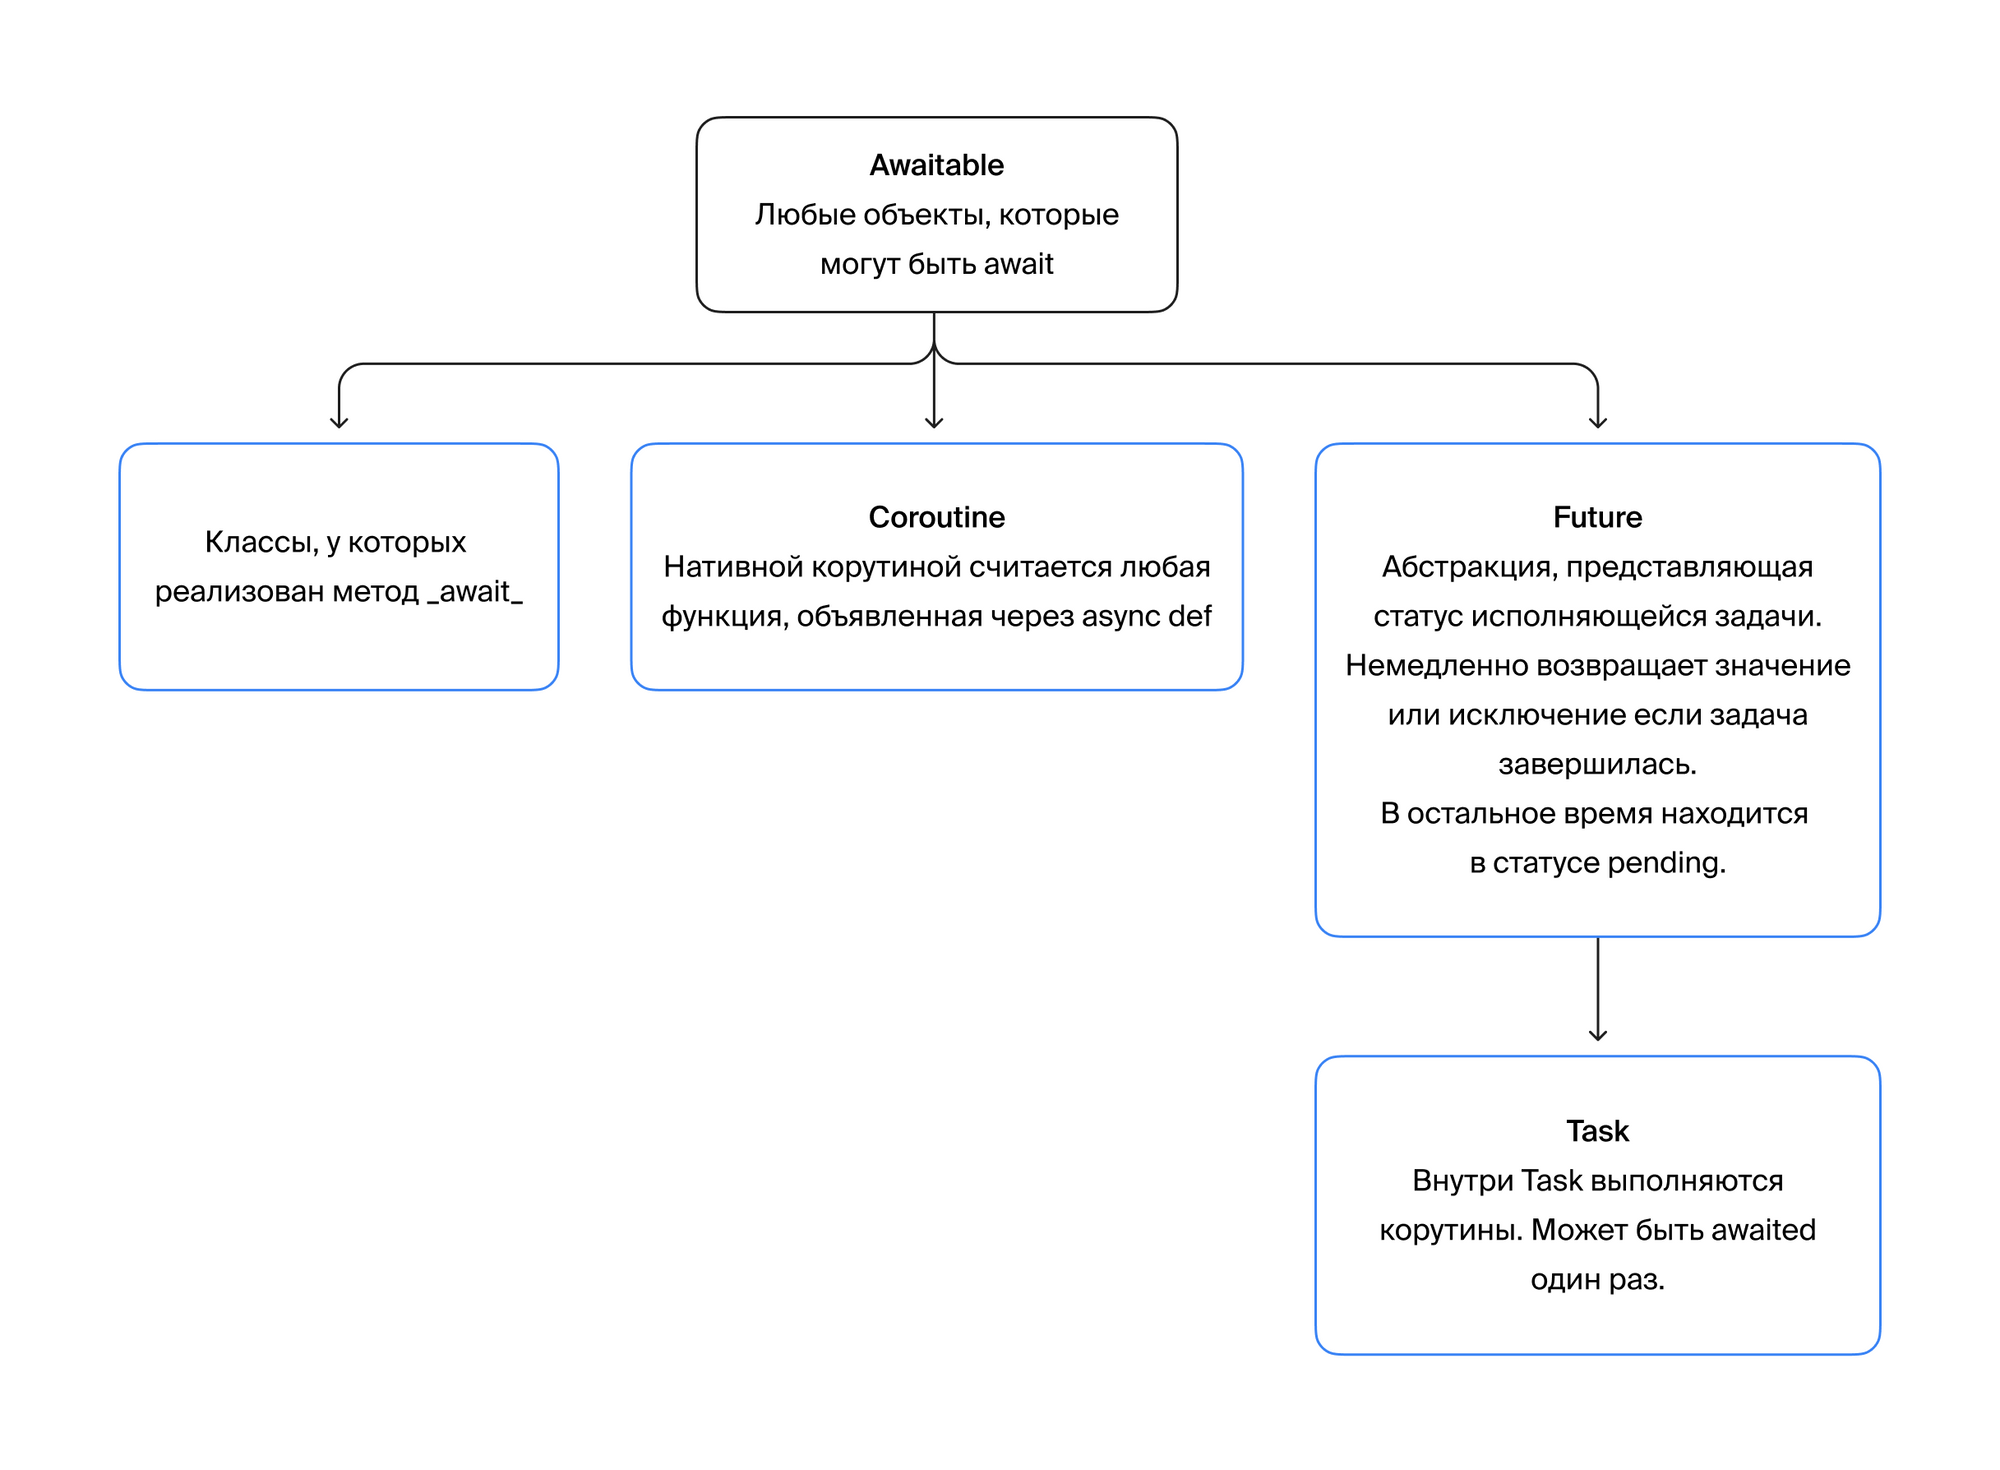 Awaitable
Любые объекты, которые
могут быть await
Классы, у которых
реализован метод _await_
Coroutine
Нативной корутиной считается любая
функция, объявленная через async def
Future
Абстракция, представляющая
статус исполняющейся задачи.
Немедленно возвращает значение
или исключение если задача
завершилась.
В остальное время находится
в статусе pending.
Task
Внутри Task выполняются
корутины. Может быть awaited
один раз.